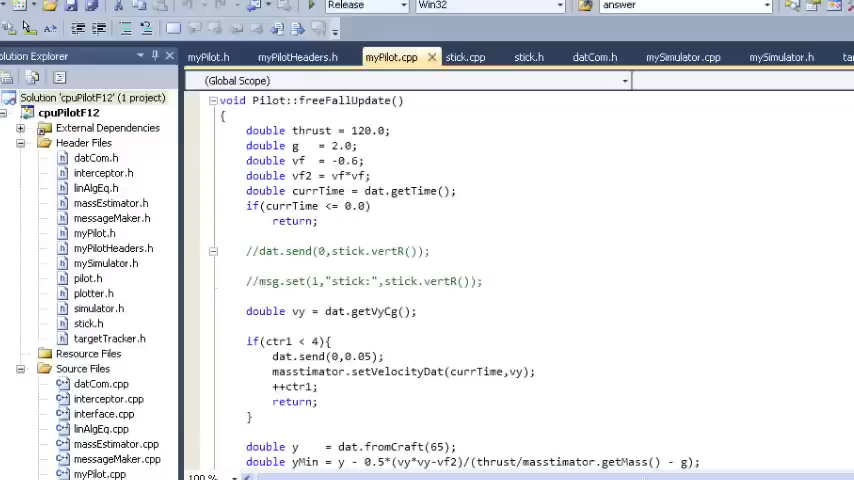 Release
Win32
answer
olution Explorer
myPilot.h
myPilotHeaders.h
myPilot.cpp
stick.cpp
stick.h
datCom.h
mySimulator.cpp
mySimulator.h
(Global Scope)
Solution 'cpuPilotF12' (1 project)
cpuPilotF12
External Dependencies
Header Files
datCom.h
interceptor.h
linAlgEq.h
massEstimator.h
messageMaker.h
myPilot.h
myPilotHeaders.h
mySimulator.h
pilot.h
plotter.h
simulator.h
stick.h
targetTracker.h
Resource Files
Source Files
datCom.cpp
interceptor.cpp
interface.cpp
linAlgEq.cpp
massEstimator.cpp
messageMaker.cpp
myPilot.cpp
void Pilot::freeFallUpdate()
{
double thrust = 120.0;
double g   = 2.0;
double vf  = -0.6;
double vf2 = vf*vf;
double currTime = dat.getTime();
if(currTime <= 0.0)
return;
//dat.send(0,stick.vertR());
//msg.set(1,"stick:",stick.vertR());
double vy = dat.getVyCg();
if(ctr1 < 4){
dat.send(0,0.05);
masstimator.setVelocityDat(currTime,vy);
++ctr1;
return;
}
double y    = dat.fromCraft(65);
double yMin = y - 0.5*(vy*vy-vf2)/(thrust/masstimator.getMass() - g);
100 %